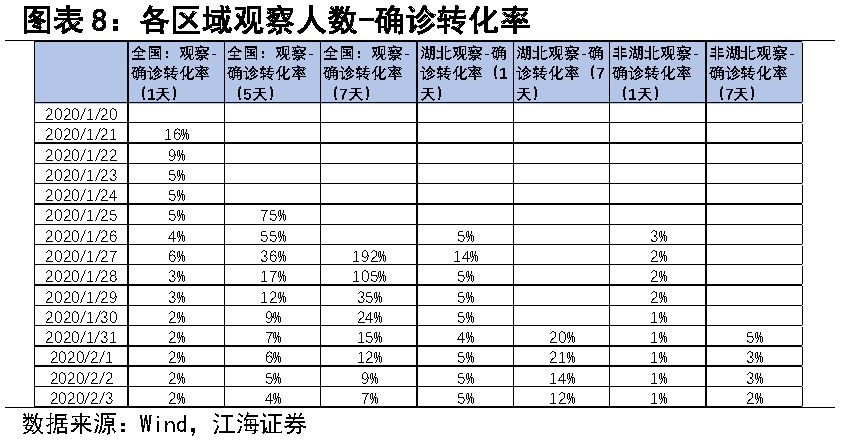 图表 8：各区域观察人数-确诊转化率
全国：观察-确诊转化率（1天） 全国：观察-确诊转化率（5天） 全国：观察-确诊转化率（7天） 湖北观察-确诊转化率（1天） 湖北观察-确诊转化率（7天） 非湖北观察-确诊转化率（1天） 非湖北观察-确诊转化率（7天）
2020/1/20
2020/1/21 16%
2020/1/22 9%
2020/1/23 5%
2020/1/24 5%
2020/1/25 5% 75%
2020/1/26 4% 55% 5% 3%
2020/1/27 6% 36% 192% 14% 2%
2020/1/28 3% 17% 105% 5% 2%
2020/1/29 3% 12% 35% 5% 2%
2020/1/30 2% 9% 24% 5% 1%
2020/1/31 2% 7% 15% 4% 20% 1% 5%
2020/2/1 2% 6% 12% 5% 21% 1% 3%
2020/2/2 2% 5% 9% 5% 14% 1% 3%
2020/2/3 2% 4% 7% 5% 12% 1% 2%
数据来源：Wind，江海证券